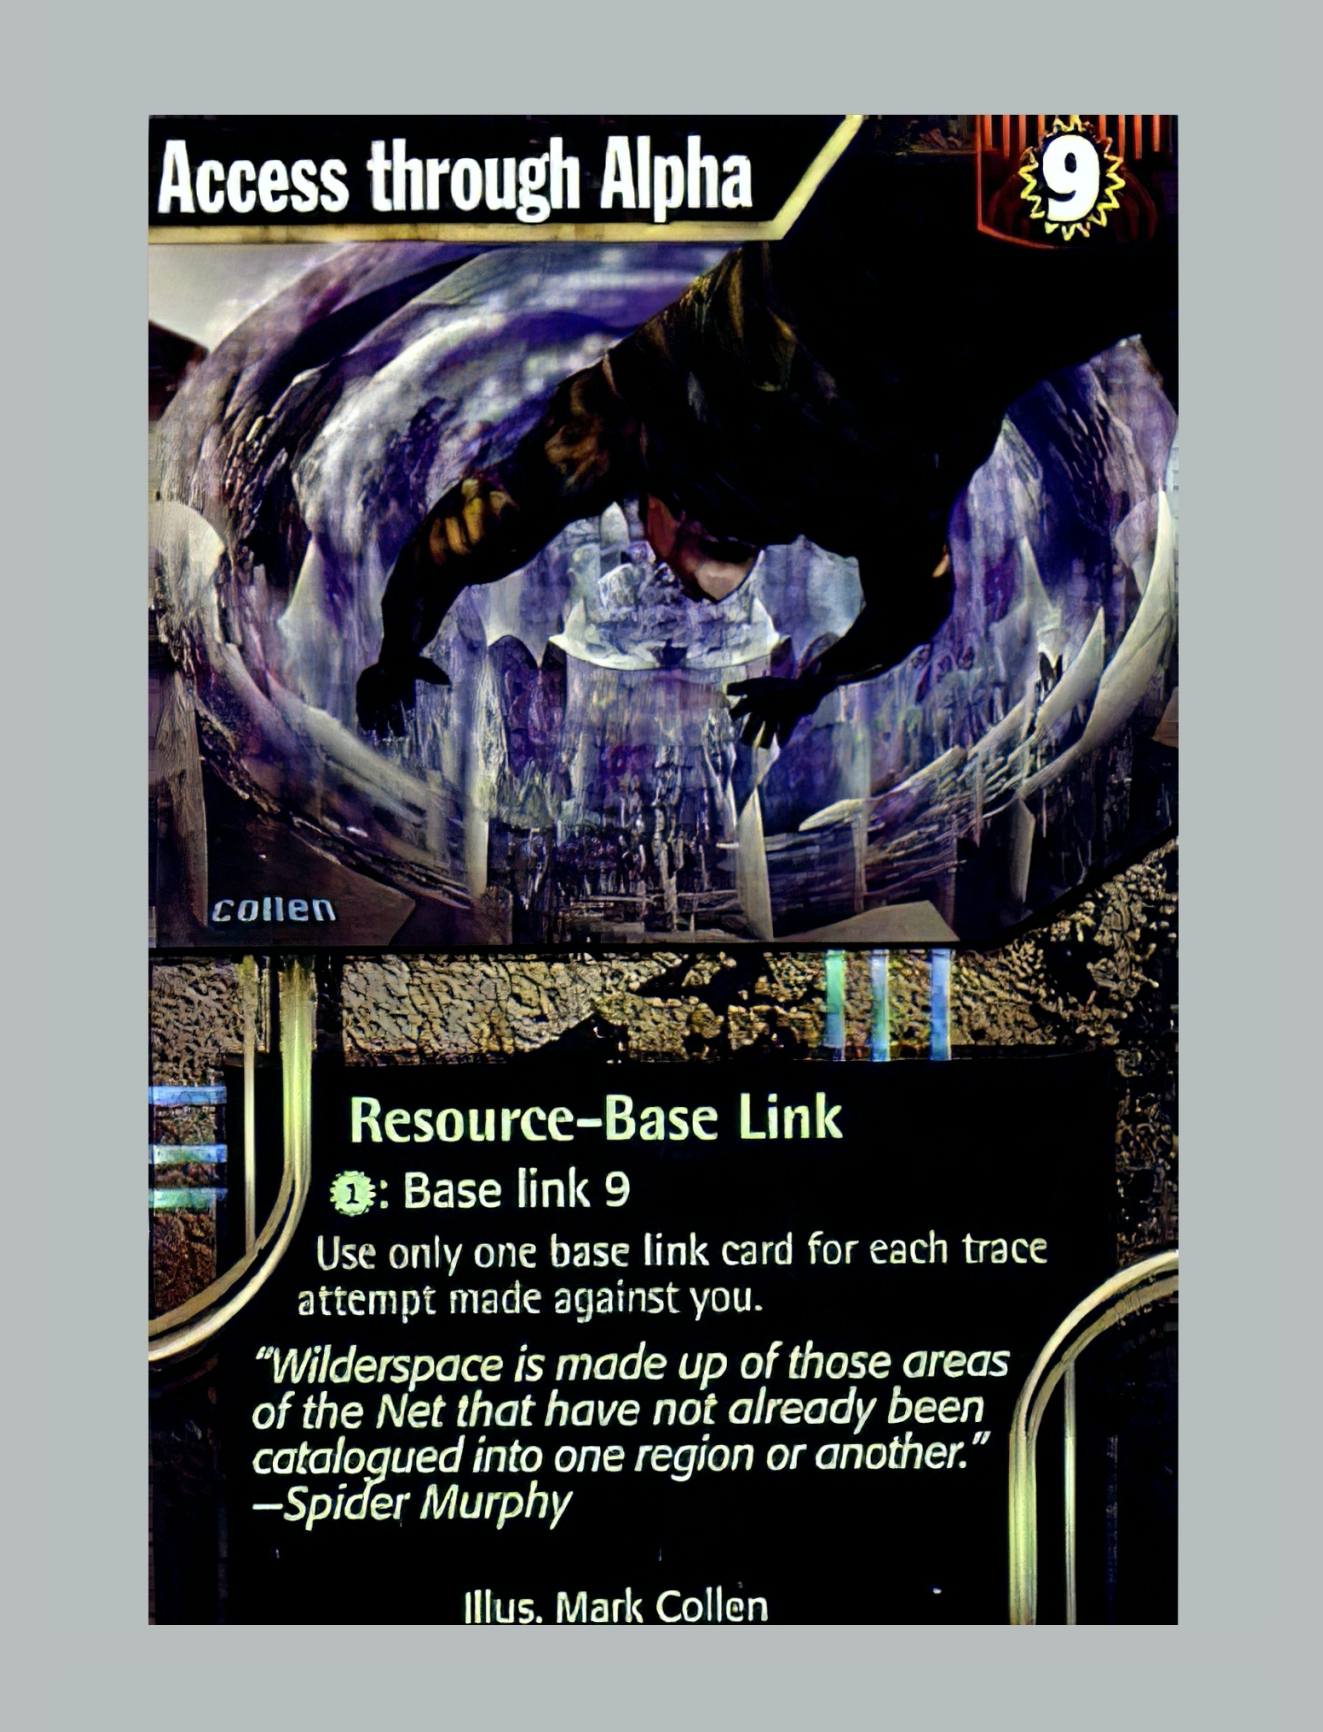 Access through Alpha
9
collen
Resource–Base Link
1: Base link 9
Use only one base link card for each trace
attempt made against you.
"Wilderspace is made up of those areas
of the Net that have not already been
catalogued into one region or another."
—Spider Murphy
Illus. Mark Collen